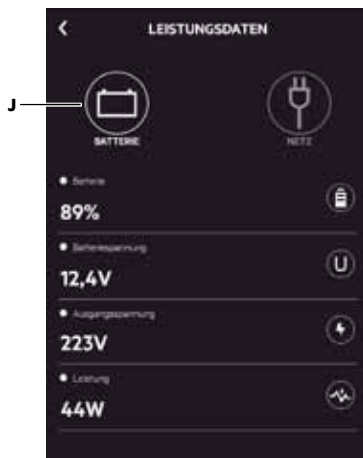 LEISTUNGSDATEN
J
BATTERIE
NETZ
Batterie
89%
Batteriespannung
12,4V
U
Ausgangsspannung
223V
Leistung
44W